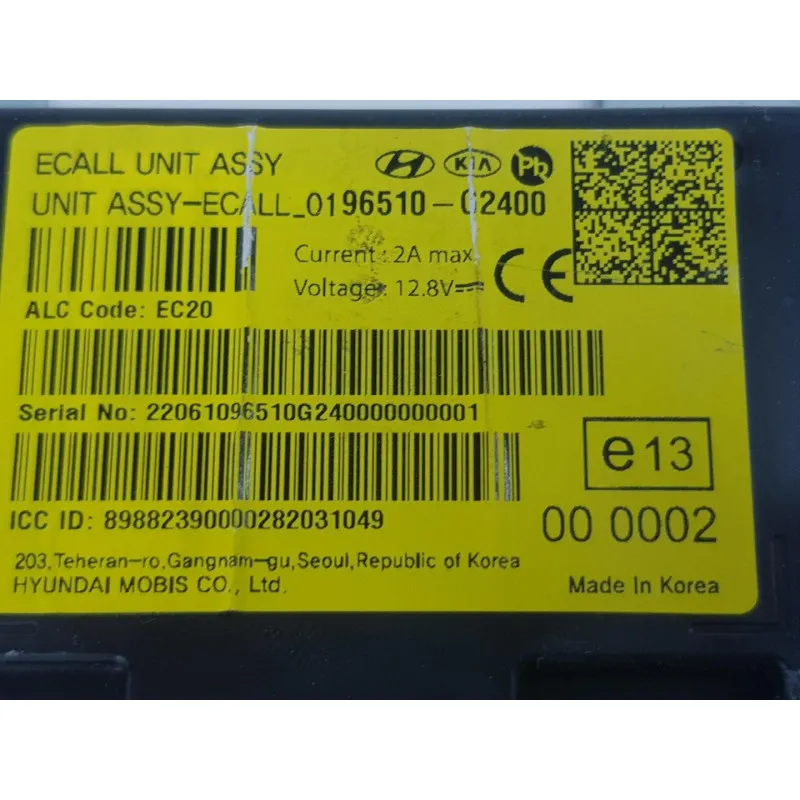 ECALL UNIT ASSY
KIA
Pb
UNIT ASSY-ECALL_0196510-G2400
Current : 2A max.
Voltage : 12.8V
CE
ALC Code: EC20
Serial No: 22061096510G240000000001
e13
ICC ID: 89882390000282031049
00 0002
203,Teheran-ro,Gangnam-gu,Seoul,Republic of Korea
HYUNDAI MOBIS CO., Ltd.
Made In Korea